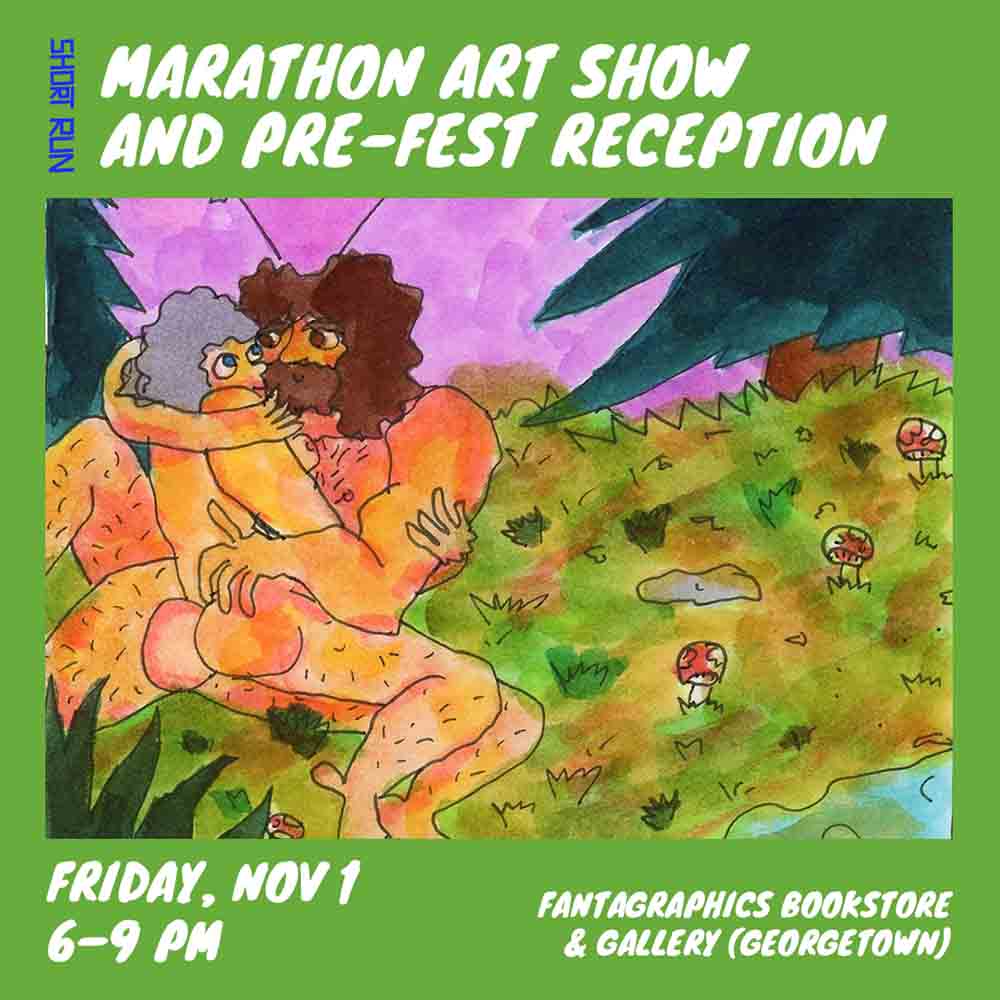 SHORT RUN
MARATHON ART SHOW
AND PRE-FEST RECEPTION
FRIDAY, NOV 1
6-9 PM
FANTAGRAPHICS BOOKSTORE
& GALLERY (GEORGETOWN)